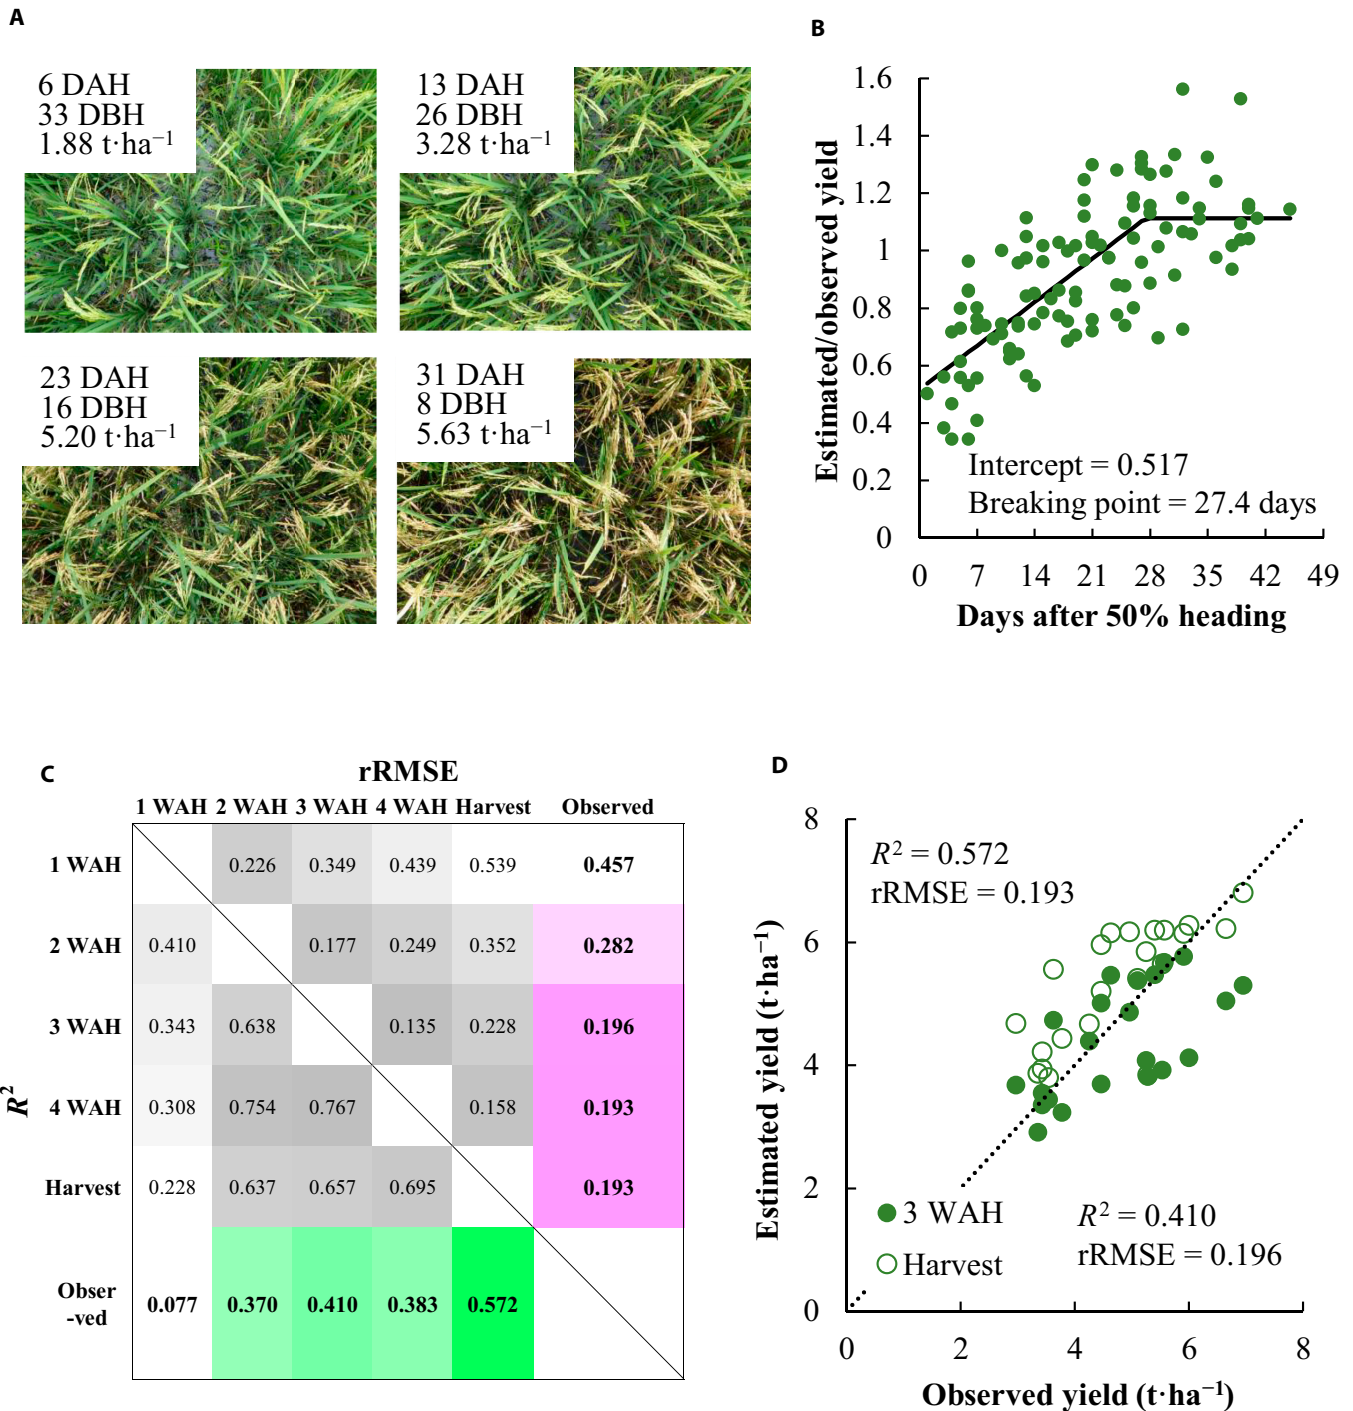 A
6 DAH
33 DBH
1.88 t·ha⁻¹
13 DAH
26 DBH
3.28 t·ha⁻¹
23 DAH
16 DBH
5.20 t·ha⁻¹
31 DAH
8 DBH
5.63 t·ha⁻¹
B
Estimated/observed yield
1.6
1.4
1.2
1
0.8
0.6
0.4
0.2
0
Intercept = 0.517
Breaking point = 27.4 days
0 7 14 21 28 35 42 49
Days after 50% heading
C
rRMSE
1 WAH 2 WAH 3 WAH 4 WAH Harvest Observed
1 WAH 0.226 0.349 0.439 0.539 0.457
2 WAH 0.410 0.177 0.249 0.352 0.282
3 WAH 0.343 0.638 0.135 0.228 0.196
4 WAH 0.308 0.754 0.767 0.158 0.193
Harvest 0.228 0.637 0.657 0.695 0.193
Obser
-ved 0.077 0.370 0.410 0.383 0.572
R²
D
Estimated yield (t·ha⁻¹)
8
6
4
2
0
R² = 0.572
rRMSE = 0.193
3 WAH
Harvest
R² = 0.410
rRMSE = 0.196
0 2 4 6 8
Observed yield (t·ha⁻¹)